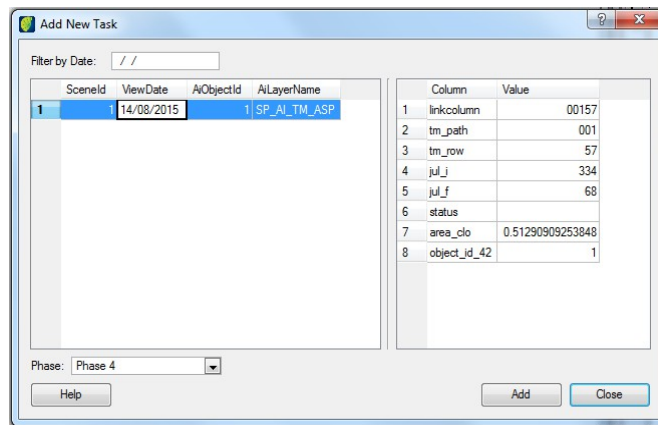 Add New Task
Filter by Date: / /
SceneId ViewDate AiObjectId AiLayerName
1 1 14/08/2015 1 SP_AI_TM_ASP
Column Value
1 linkcolumn 00157
2 tm_path 001
3 tm_row 57
4 jul_i 334
5 jul_f 68
6 status
7 area_clo 0.51290909253848
8 object_id_42 1
Phase: Phase 4
Help Add Close